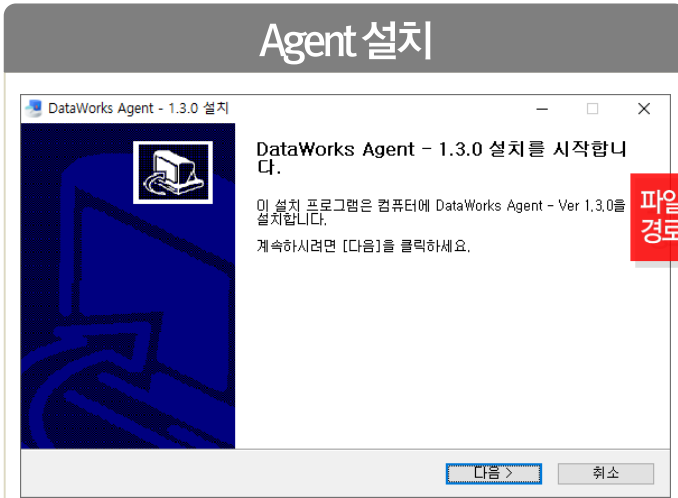 Agent 설치
DataWorks Agent - 1.3.0 설치
DataWorks Agent - 1.3.0 설치를 시작합니
다.
이 설치 프로그램은 컴퓨터에 DataWorks Agent - Ver 1.3.0을
설치합니다.
계속하시려면 [다음]을 클릭하세요.
파일
경로
다음 >
취소